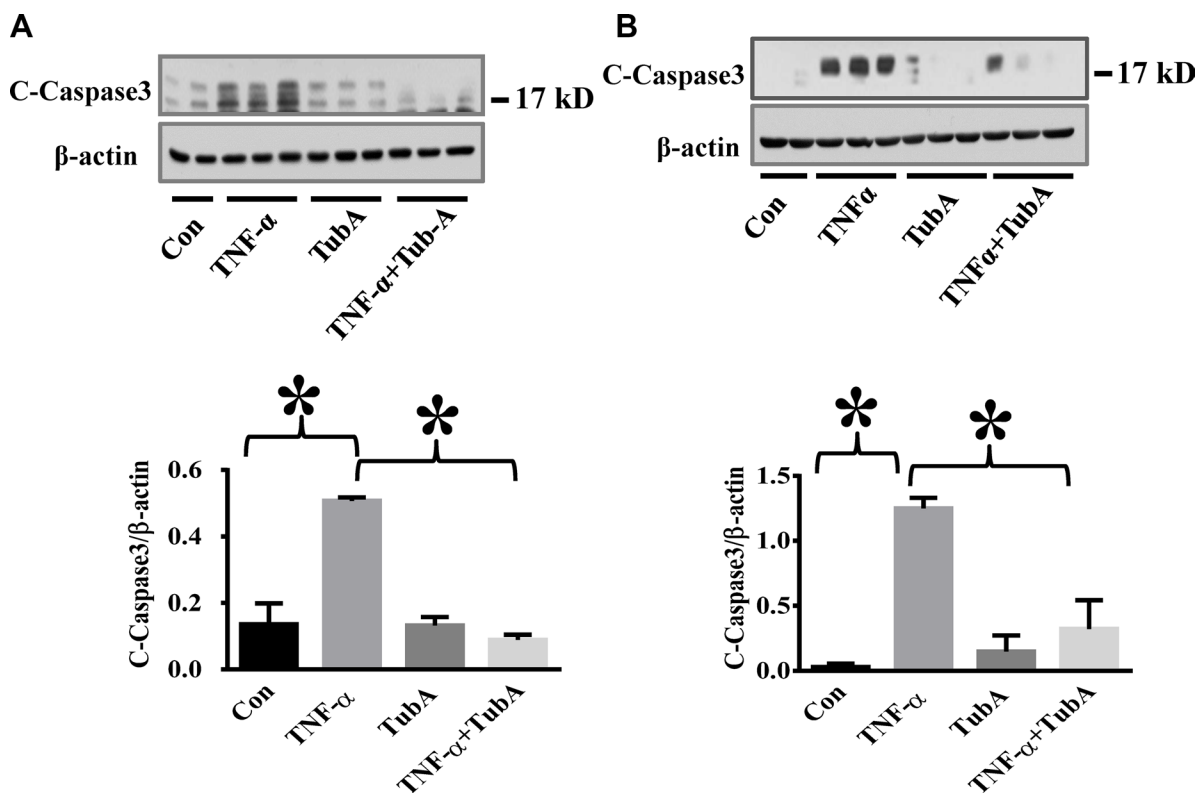 A
C-Caspase3
17 kD
β-actin
Con
TNF-α
TubA
TNF-α+Tub-A
C-Caspase3/β-actin
*
*
0.6
0.4
0.2
0.0
Con
TNF-α
TubA
TNF-α+TubA
B
C-Caspase3
17 kD
β-actin
Con
TNFα
TubA
TNFα+TubA
C-Caspase3/β-actin
*
*
1.5
1.0
0.5
0.0
Con
TNF-α
TubA
TNF-α+TubA